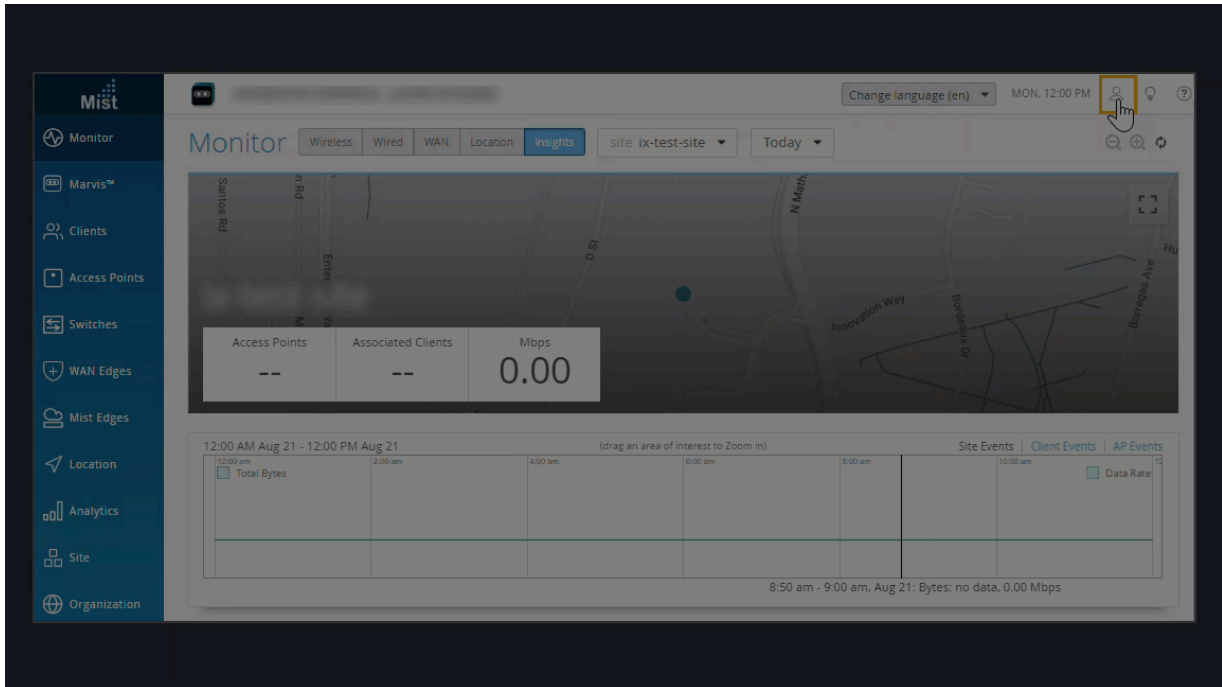 Mist
Change language (en)
MON, 12:00 PM
Monitor
Marvis™
Clients
Access Points
Switches
WAN Edges
Mist Edges
Location
Analytics
Site
Organization
Monitor
Wireless
Wired
WAN
Location
Insights
site ix-test-site
Today
Santos Rd
n Rd
Enter
D St
N Math
Innovation Way
Bordeaux Dr
Borregas Ave
Hu
Access Points
Associated Clients
Mbps
--
--
0.00
12:00 AM Aug 21 - 12:00 PM Aug 21
(drag an area of interest to Zoom in)
Site Events | Client Events | AP Events
12:00 am
2:00 am
4:00 am
6:00 am
8:00 am
10:00 am
12
Total Bytes
Data Rate
8:50 am - 9:00 am, Aug 21: Bytes: no data, 0.00 Mbps